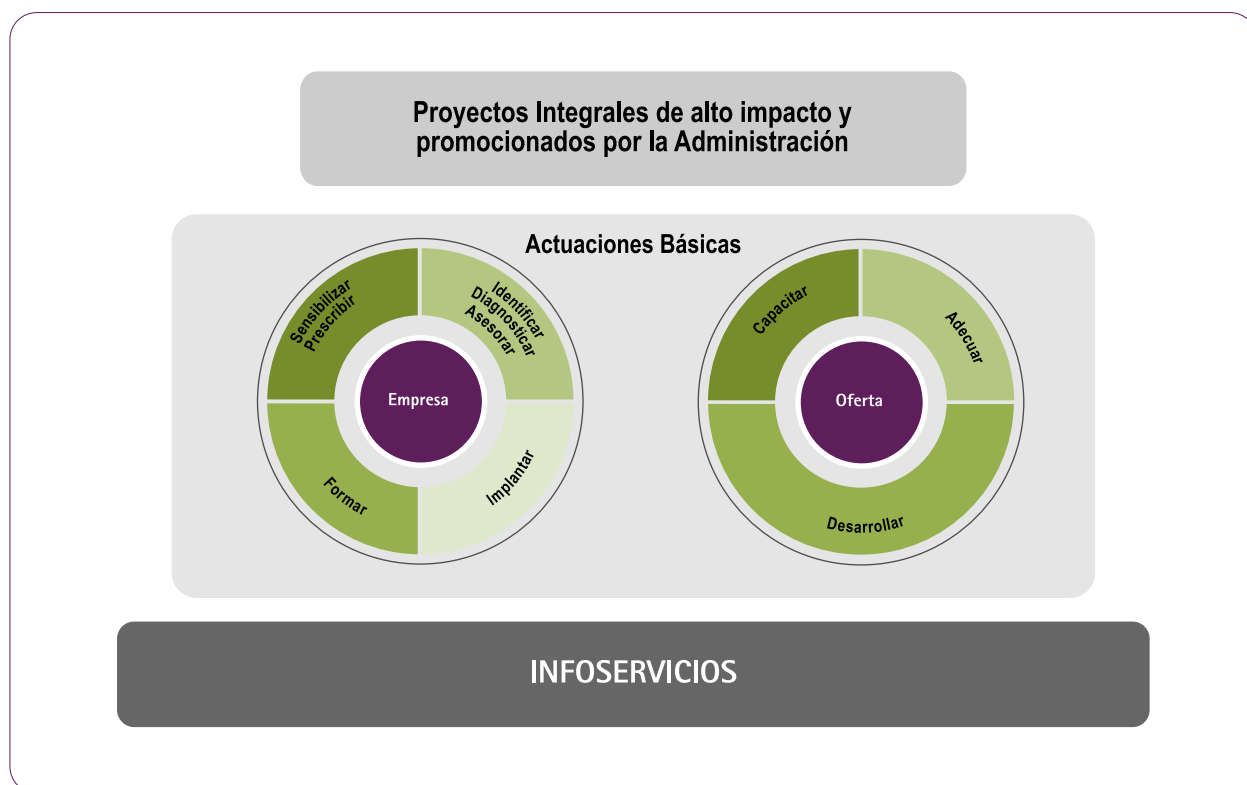 Proyectos Integrales de alto impacto y
promocionados por la Administración
Actuaciones Básicas
Sensibilizar
Prescribir
Identificar
Diagnosticar
Asesorar
Empresa
Formar
Implantar
Capacitar
Adecuar
Oferta
Desarrollar
INFOSERVICIOS